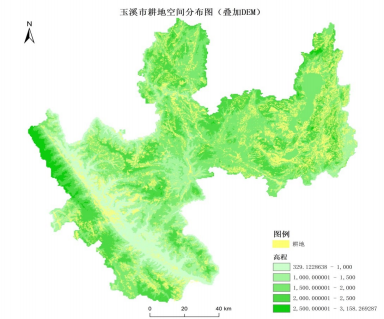 玉溪市耕地空间分布图（叠加DEM）
N
图例
耕地
高程
329.1228638 - 1,000
1,000.000001 - 1,500
1,500.000001 - 2,000
2,000.000001 - 2,500
2,500.000001 - 3,158.269287
0 20 40 km